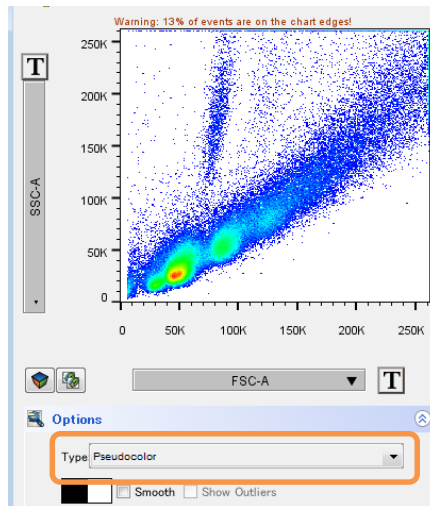 Warning: 13% of events are on the chart edges!
250K
T
200K
150K
SSC-A
100K
50K
0
0 50K 100K 150K 200K 250K
FSC-A T
Options
Type Pseudocolor
Smooth Show Outliers